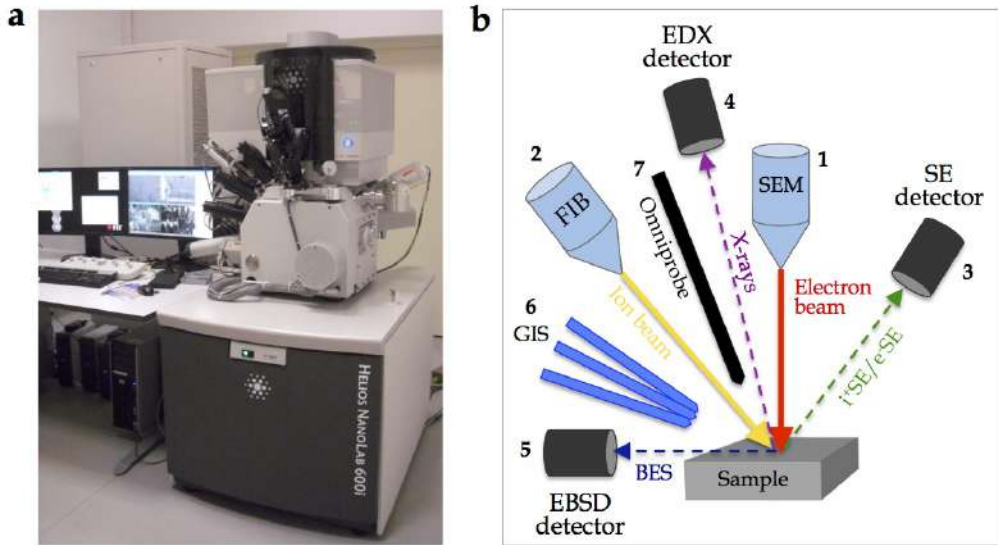 a
HELIOS NANOLAB 600i
b
EDX
detector
4
2
7
1
FIB
Omniprobe
SEM
SE
detector
3
X-rays
Electron
beam
Ion beam
6
GIS
i⁺SE/e⁻SE
5
BES
Sample
EBSD
detector